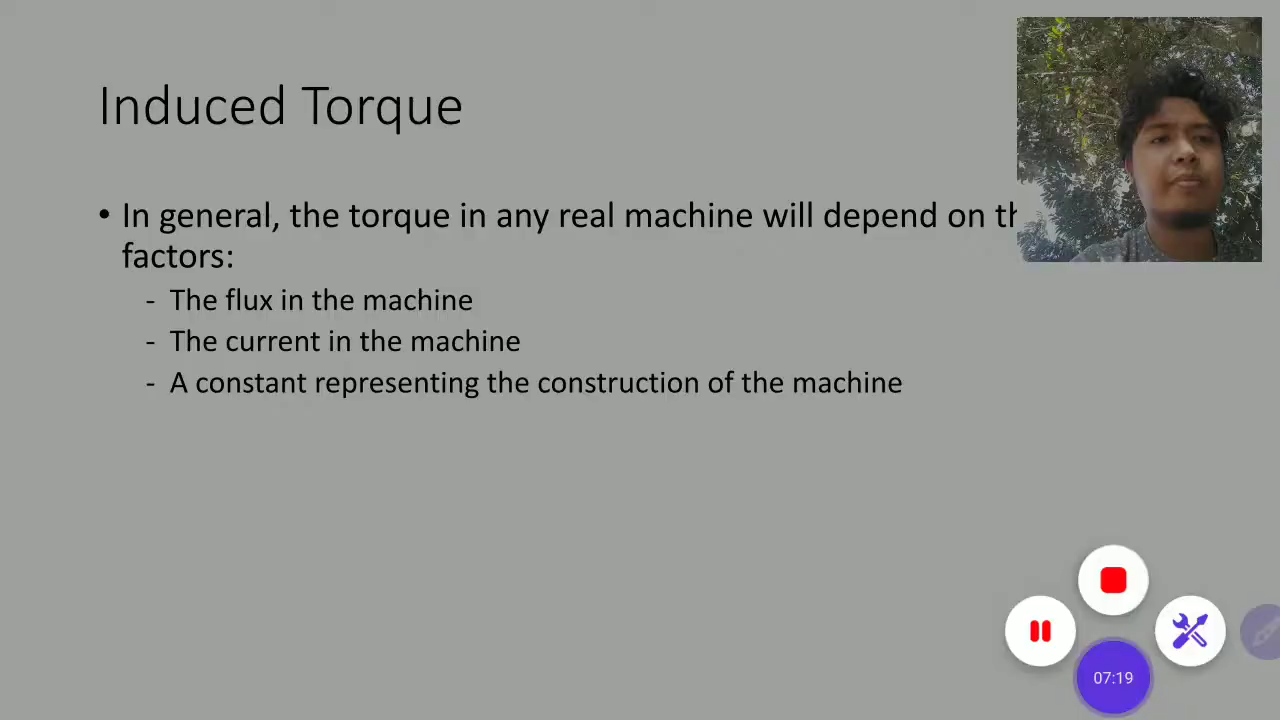 Induced Torque
• In general, the torque in any real machine will depend on
factors:
- The flux in the machine
- The current in the machine
- A constant representing the construction of the machine
07:19